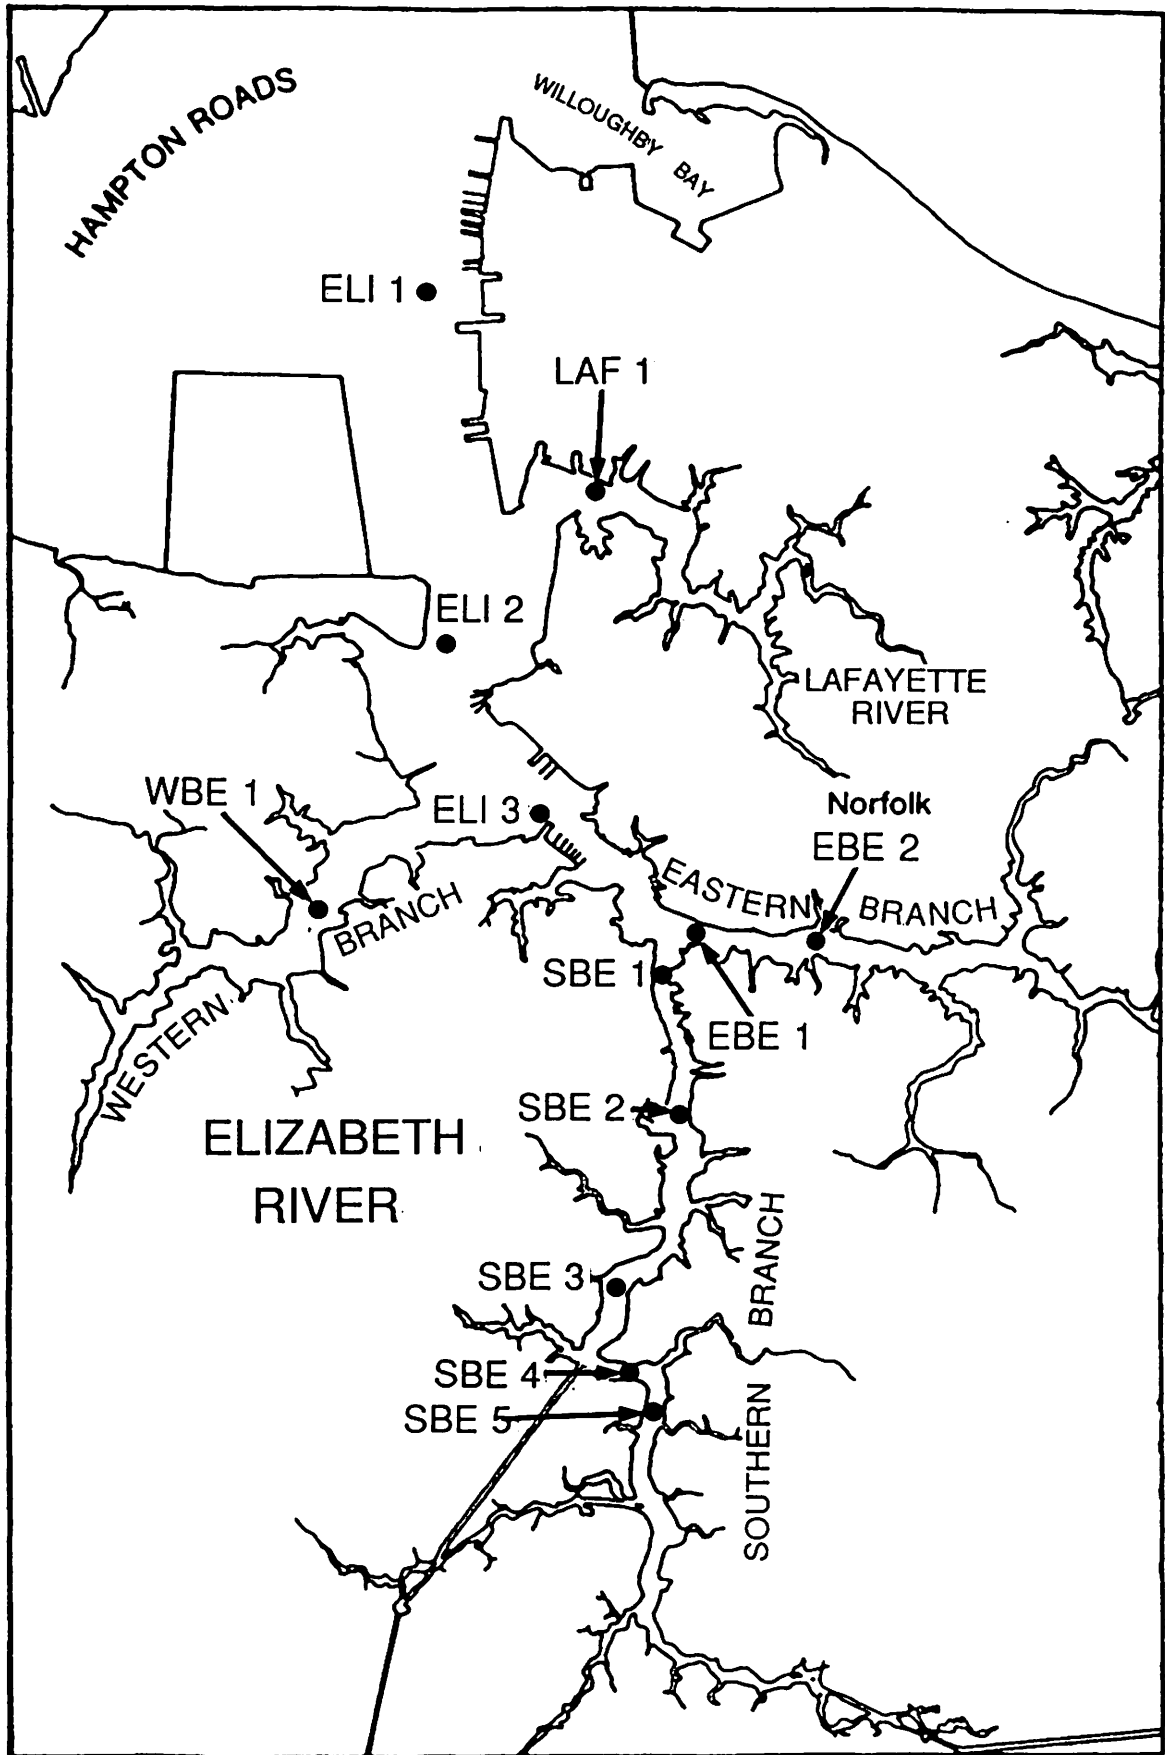 HAMPTON ROADS
WILLOUGHBY BAY
ELI 1
LAF 1
ELI 2
LAFAYETTE
RIVER
WBE 1
ELI 3
Norfolk
EBE 2
EASTERN BRANCH
WESTERN BRANCH
SBE 1
EBE 1
SBE 2
ELIZABETH
RIVER
SBE 3
SBE 4
SBE 5
SOUTHERN BRANCH